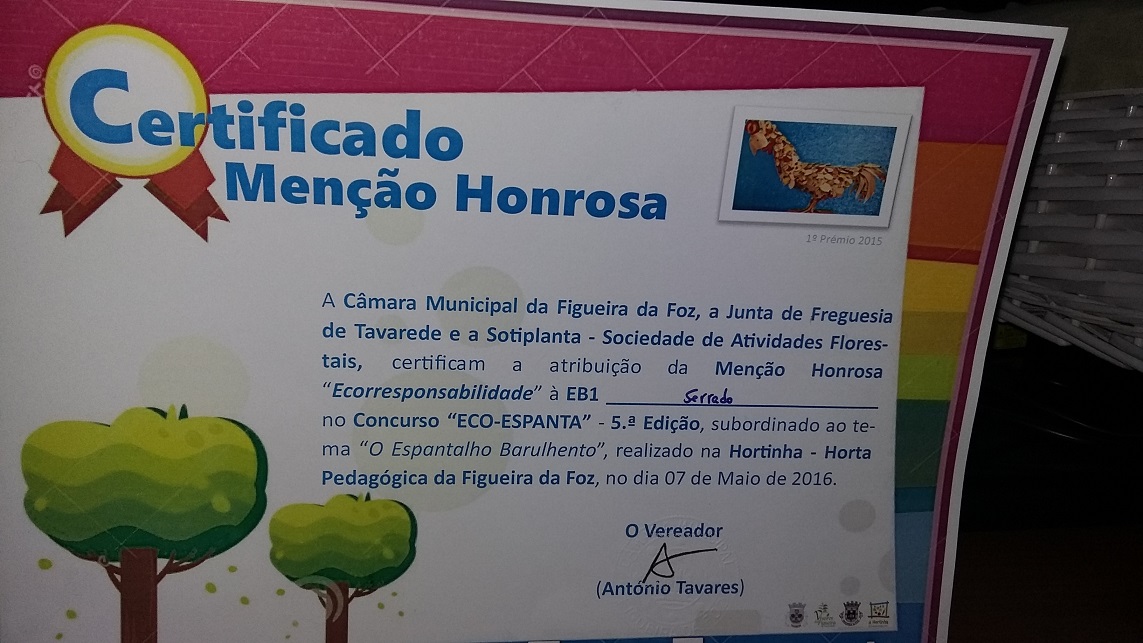 Certificado
Menção Honrosa
1º Prémio 2015
A Câmara Municipal da Figueira da Foz, a Junta de Freguesia
de Tavarede e a Sotiplanta - Sociedade de Atividades Flores-
tais, certificam a atribuição da Menção Honrosa
“Ecorresponsabilidade” à EB1 Serrado
no Concurso “ECO-ESPANTA” - 5.ª Edição, subordinado ao te-
ma “O Espantalho Barulhento”, realizado na Hortinha - Horta
Pedagógica da Figueira da Foz, no dia 07 de Maio de 2016.
O Vereador
(António Tavares)